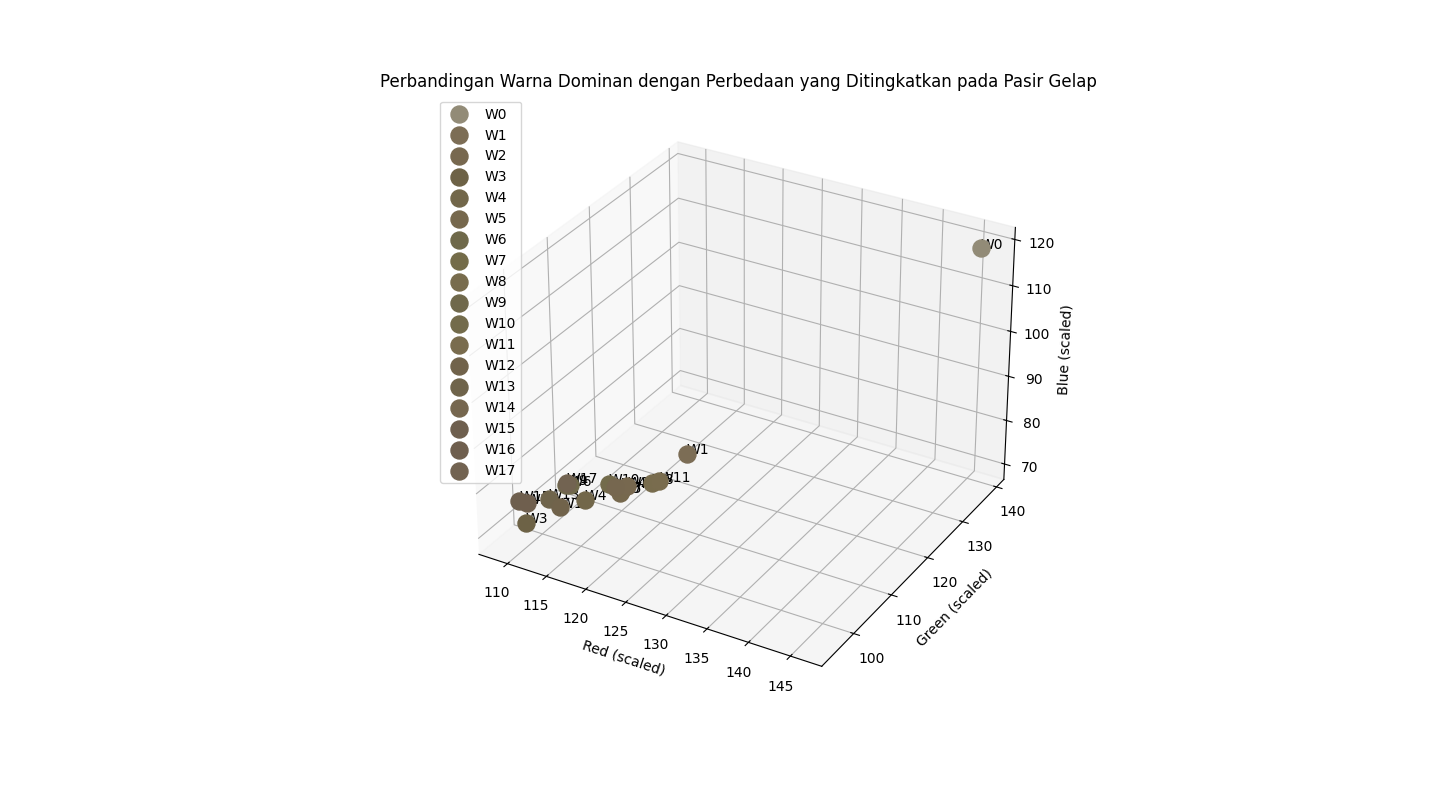 Perbandingan Warna Dominan dengan Perbedaan yang Ditingkatkan pada Pasir Gelap
W0
W1
W2
W3
W4
W5
W6
W7
W8
W9
W10
W11
W12
W13
W14
W15
W16
W17
W0
W1
W11
W4
W3
120
110
100
90
80
70
Blue (scaled)
140
130
120
110
100
Green (scaled)
110
115
120
125
130
135
140
145
Red (scaled)